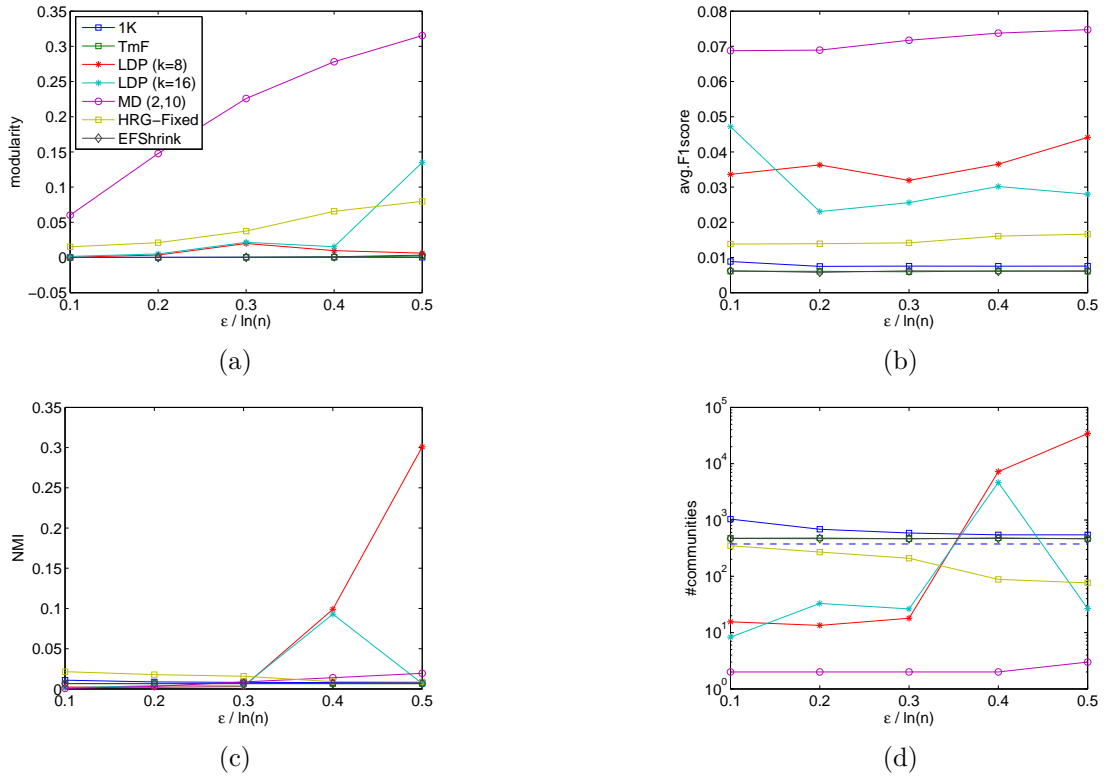 0.35
0.3
0.25
0.2
0.15
0.1
0.05
0
−0.05
modularity
0.1 0.2 0.3 0.4 0.5
ε / ln(n)
1K
TmF
LDP (k=8)
LDP (k=16)
MD (2,10)
HRG−Fixed
EFShrink
(a)
0.08
0.07
0.06
0.05
0.04
0.03
0.02
0.01
0
avg.F1score
0.1 0.2 0.3 0.4 0.5
ε / ln(n)
(b)
0.35
0.3
0.25
0.2
0.15
0.1
0.05
0
NMI
0.1 0.2 0.3 0.4 0.5
ε / ln(n)
(c)
10^5
10^4
10^3
10^2
10^1
10^0
#communities
0.1 0.2 0.3 0.4 0.5
ε / ln(n)
(d)